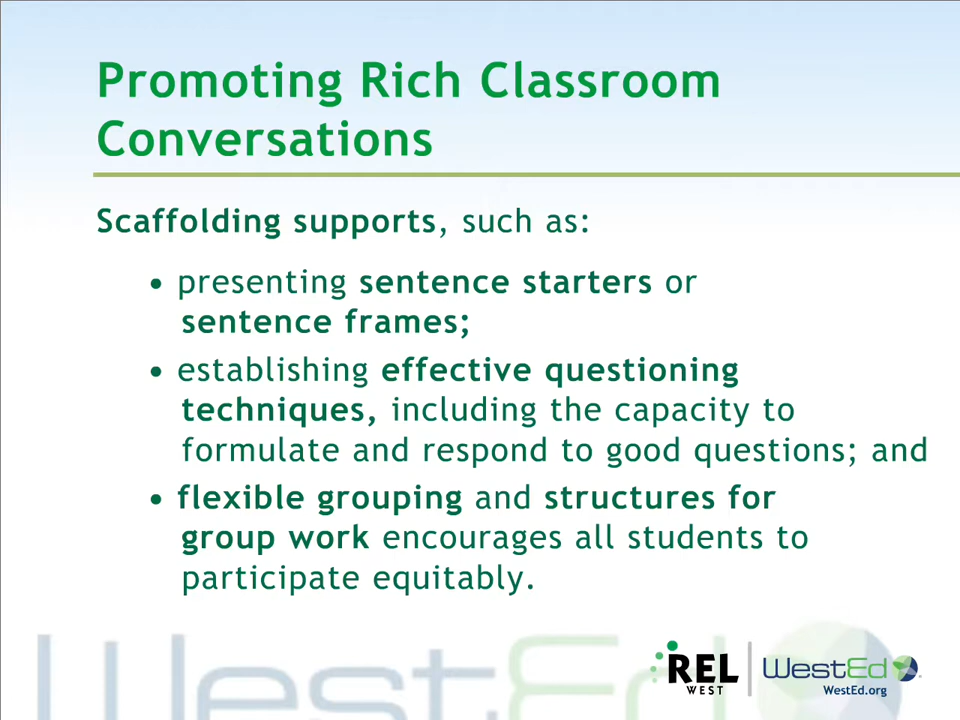 Promoting Rich Classroom
Conversations
Scaffolding supports, such as:
• presenting sentence starters or
sentence frames;
• establishing effective questioning
techniques, including the capacity to
formulate and respond to good questions; and
• flexible grouping and structures for
group work encourages all students to
participate equitably.
WestEd
REL
WEST
WestEd
WestEd.org